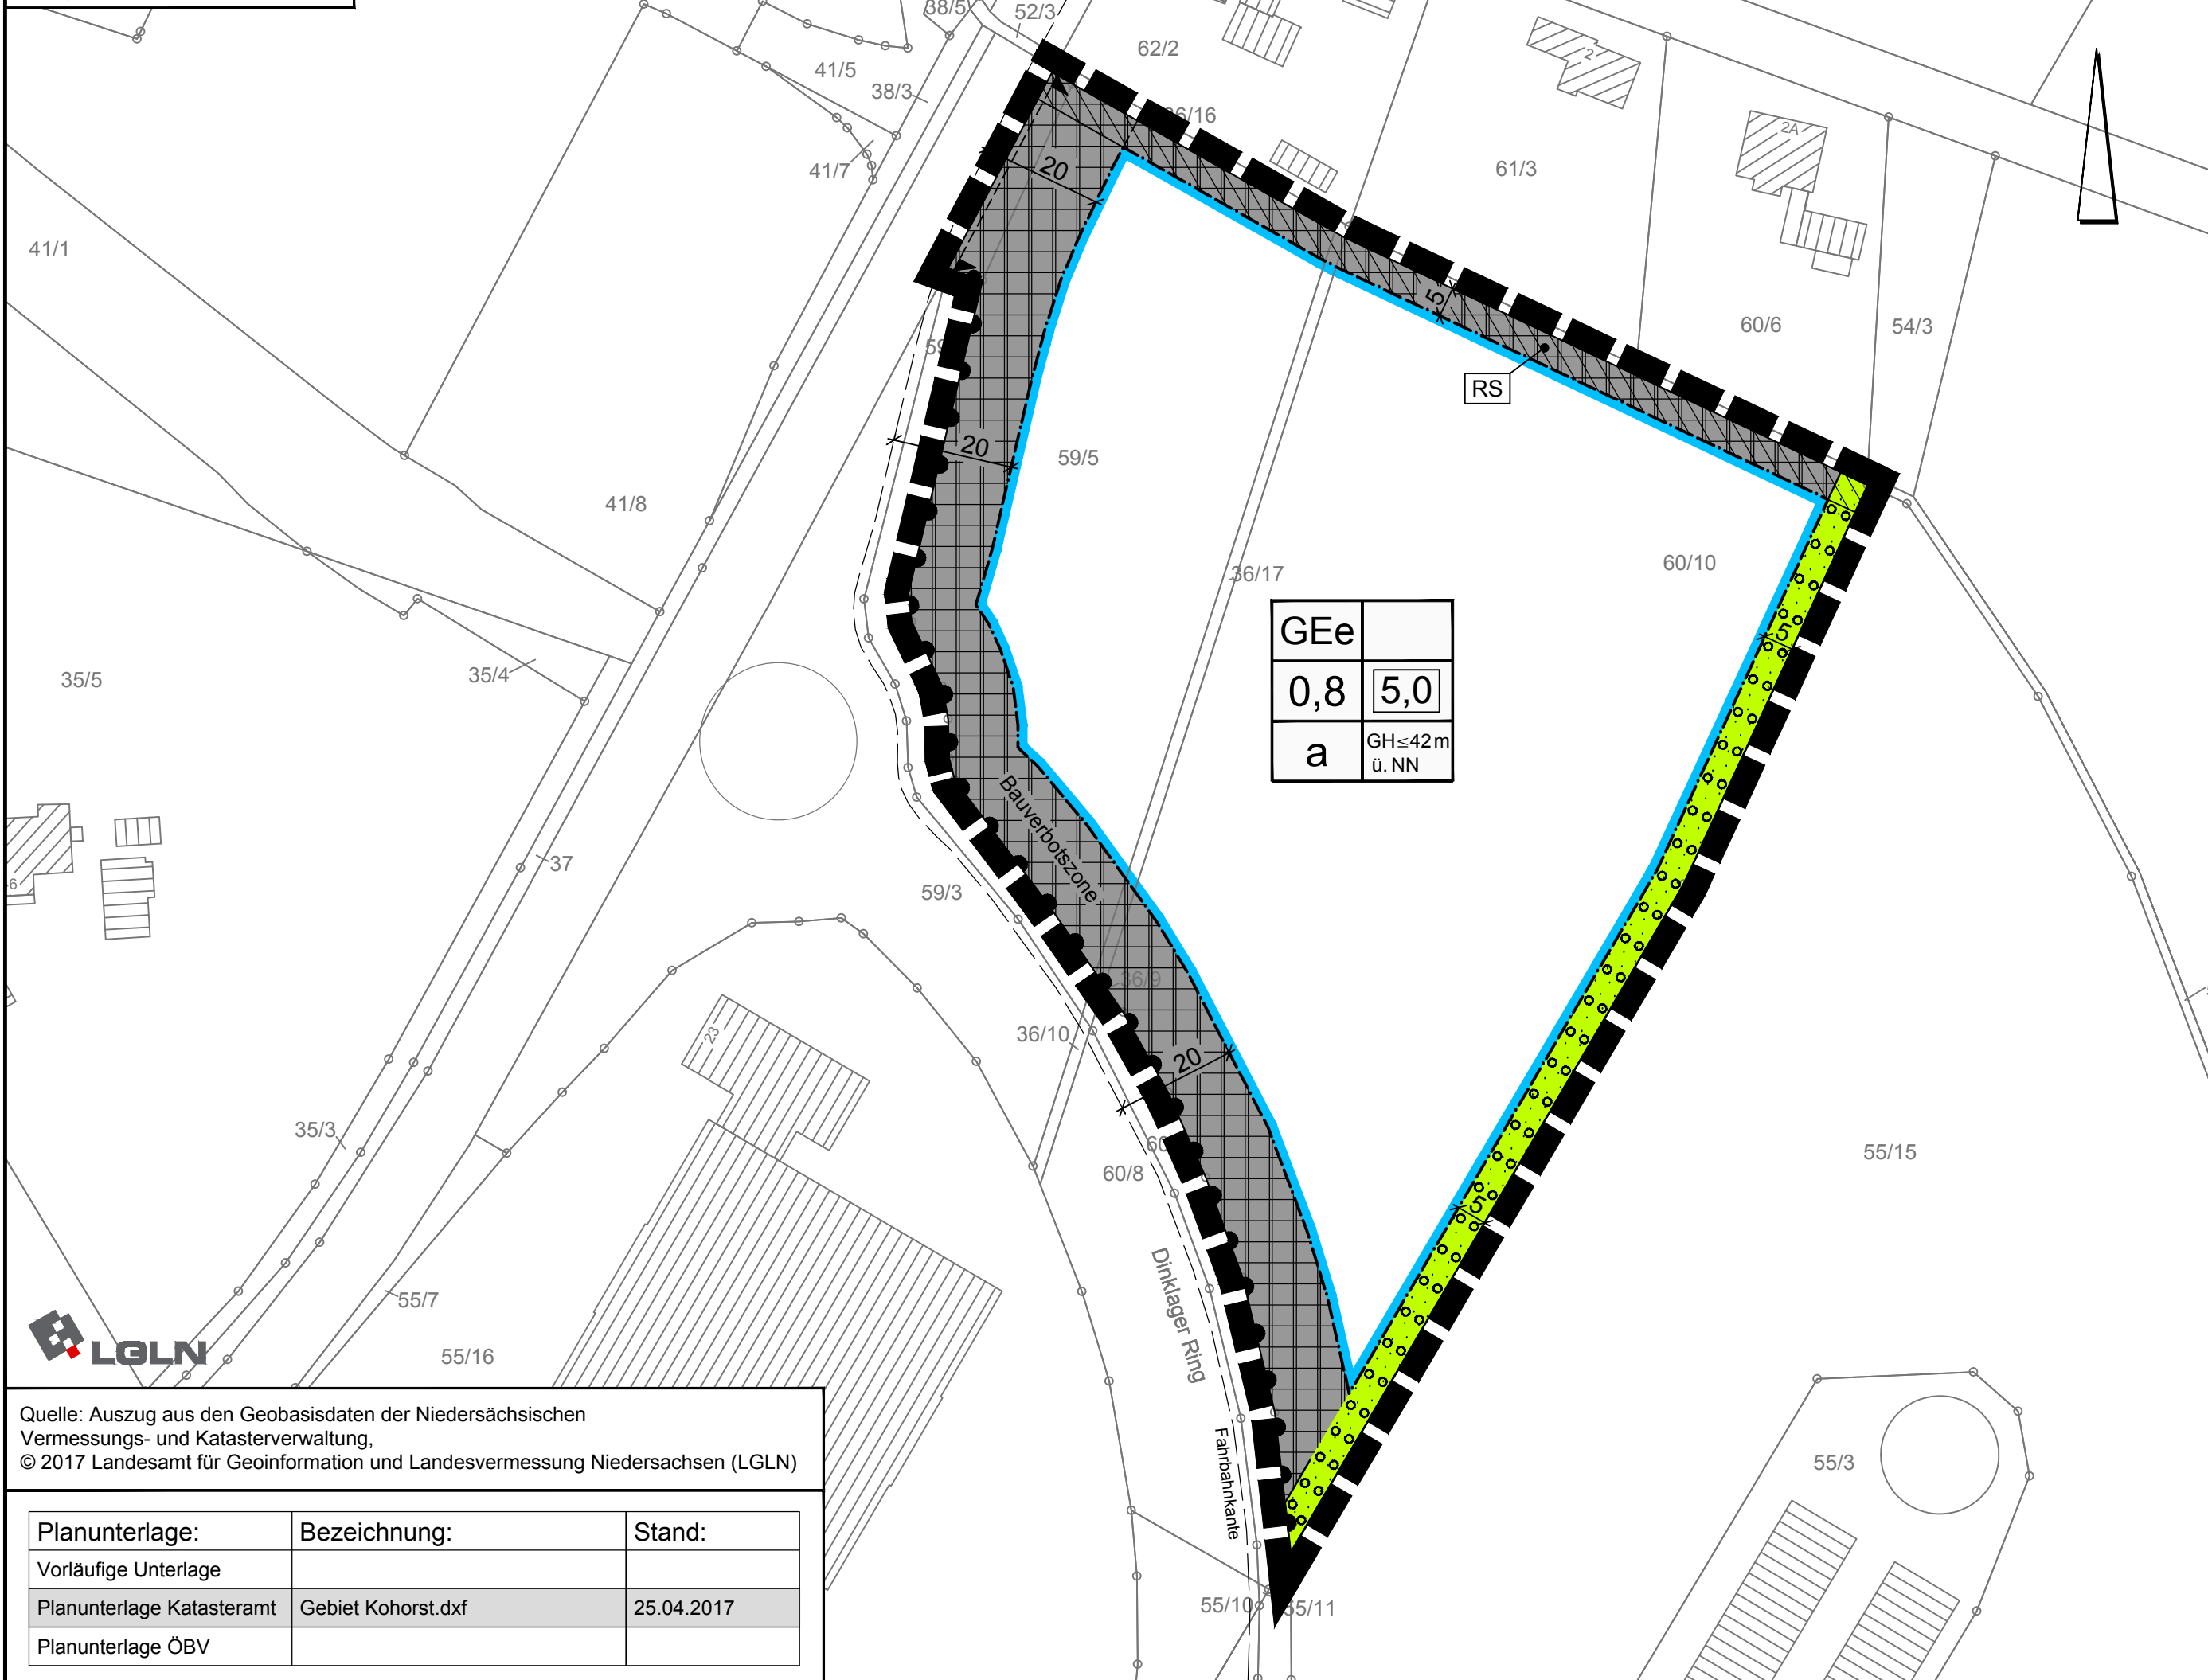 38/5
52/3
62/2
41/5
38/3
36/16
2
2A
41/7
20
61/3
41/1
5
60/6
54/3
59
RS
20
59/5
41/8
36/17
60/10
GEe
0,8
5,0
a
GH≤42m
ü. NN
5
35/5
35/4
Bauverbotszone
37
6
59/3
36/9
23
36/10
20
35/3
60
60/8
55/15
5
Dinklager Ring
55/7
LGLN
55/16
Fahrbahnkante
55/3
55/10
55/11
Quelle: Auszug aus den Geobasisdaten der Niedersächsischen
Vermessungs- und Katasterverwaltung,
© 2017 Landesamt für Geoinformation und Landesvermessung Niedersachsen (LGLN)
Planunterlage: Bezeichnung: Stand:
Vorläufige Unterlage
Planunterlage Katasteramt Gebiet Kohorst.dxf 25.04.2017
Planunterlage ÖBV